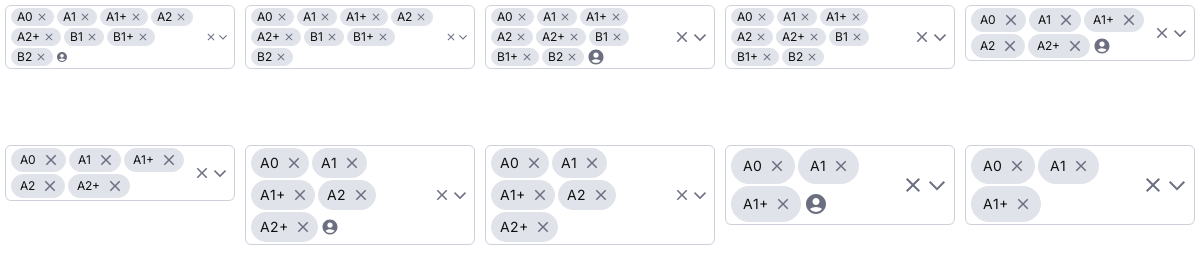 A0 A1 A1+ A2
A2+ B1 B1+
B2
A0 A1 A1+ A2
A2+ B1 B1+
B2
A0 A1 A1+
A2 A2+ B1
B1+ B2
A0 A1 A1+
A2 A2+ B1
B1+ B2
A0 A1 A1+
A2 A2+
A0 A1 A1+
A2 A2+
A0 A1
A1+ A2
A2+
A0 A1
A1+ A2
A2+
A0 A1
A1+
A0 A1
A1+